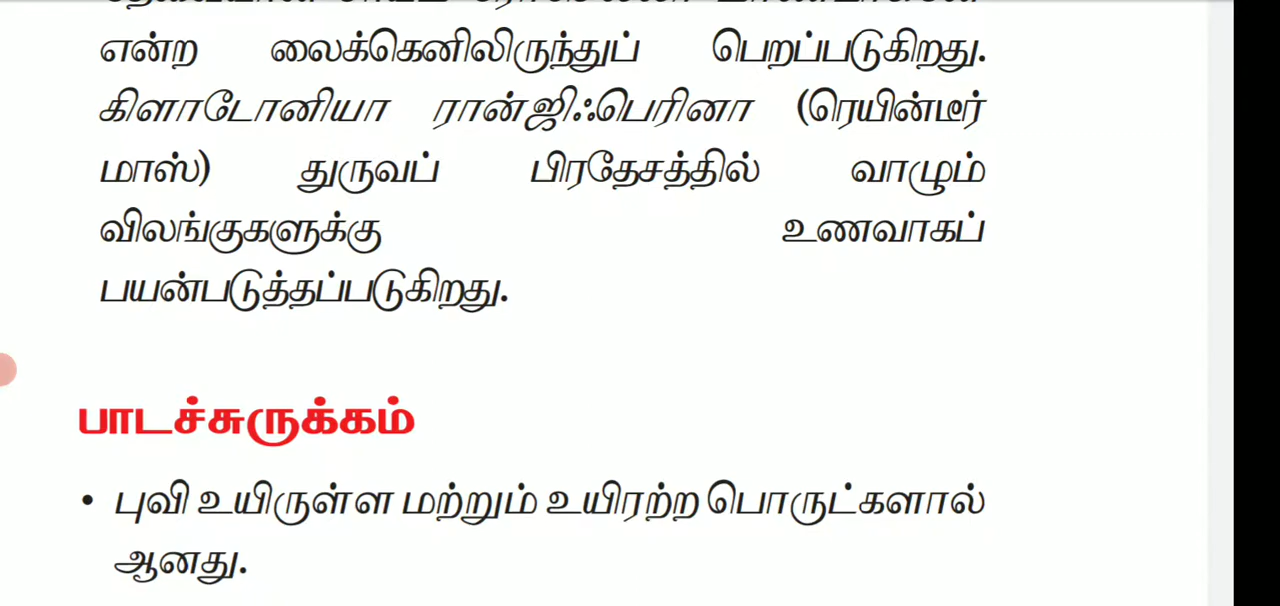 என்ற லைக்கெனிலிருந்துப் பெறப்படுகிறது.
கிளாடோனியா ரான்ஜிஃபெரினா (ரெயின்டீர்
மாஸ்) துருவப் பிரதேசத்தில் வாழும்
விலங்குகளுக்கு உணவாகப்
பயன்படுத்தப்படுகிறது.
பாடச்சுருக்கம்
• புவி உயிருள்ள மற்றும் உயிரற்ற பொருட்களால்
ஆனது.